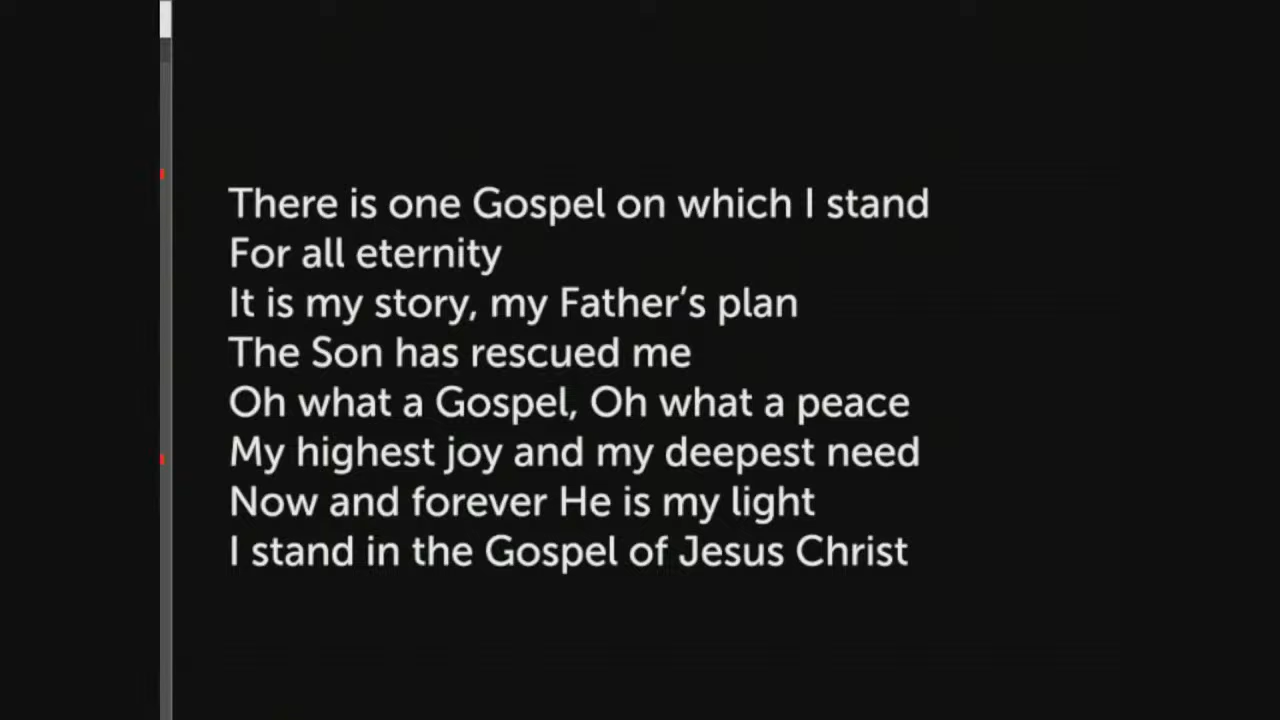 There is one Gospel on which I stand
For all eternity
It is my story, my Father’s plan
The Son has rescued me
Oh what a Gospel, Oh what a peace
My highest joy and my deepest need
Now and forever He is my light
I stand in the Gospel of Jesus Christ